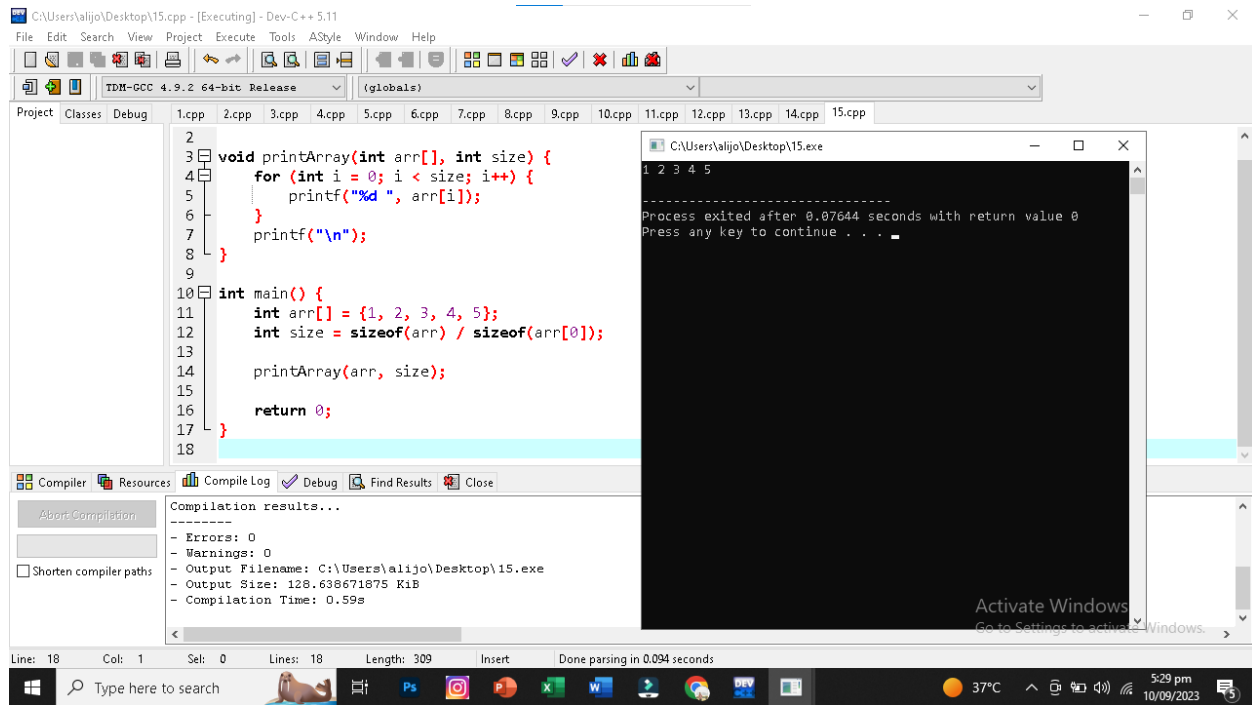 C:\Users\alijo\Desktop\15.cpp - [Executing] - Dev-C++ 5.11
File Edit Search View Project Execute Tools AStyle Window Help
TDM-GCC 4.9.2 64-bit Release (globals)
Project Classes Debug 1.cpp 2.cpp 3.cpp 4.cpp 5.cpp 6.cpp 7.cpp 8.cpp 9.cpp 10.cpp 11.cpp 12.cpp 13.cpp 14.cpp 15.cpp
2
3 void printArray(int arr[], int size) {
4 for (int i = 0; i < size; i++) {
5 printf("%d ", arr[i]);
6 }
7 printf("\n");
8 }
9
10 int main() {
11 int arr[] = {1, 2, 3, 4, 5};
12 int size = sizeof(arr) / sizeof(arr[0]);
13
14 printArray(arr, size);
15
16 return 0;
17 }
18
C:\Users\alijo\Desktop\15.exe
1 2 3 4 5
--------------------------------
Process exited after 0.07644 seconds with return value 0
Press any key to continue . . .
Compiler Resources Compile Log Debug Find Results Close
Abort Compilation
Shorten compiler paths
Compilation results...
--------
- Errors: 0
- Warnings: 0
- Output Filename: C:\Users\alijo\Desktop\15.exe
- Output Size: 128.638671875 KiB
- Compilation Time: 0.59s
Activate Windows
Go to Settings to activate Windows.
Line: 18 Col: 1 Sel: 0 Lines: 18 Length: 309 Insert Done parsing in 0.094 seconds
Type here to search
Ps
DEV
37°C
5:29 pm
10/09/2023
5